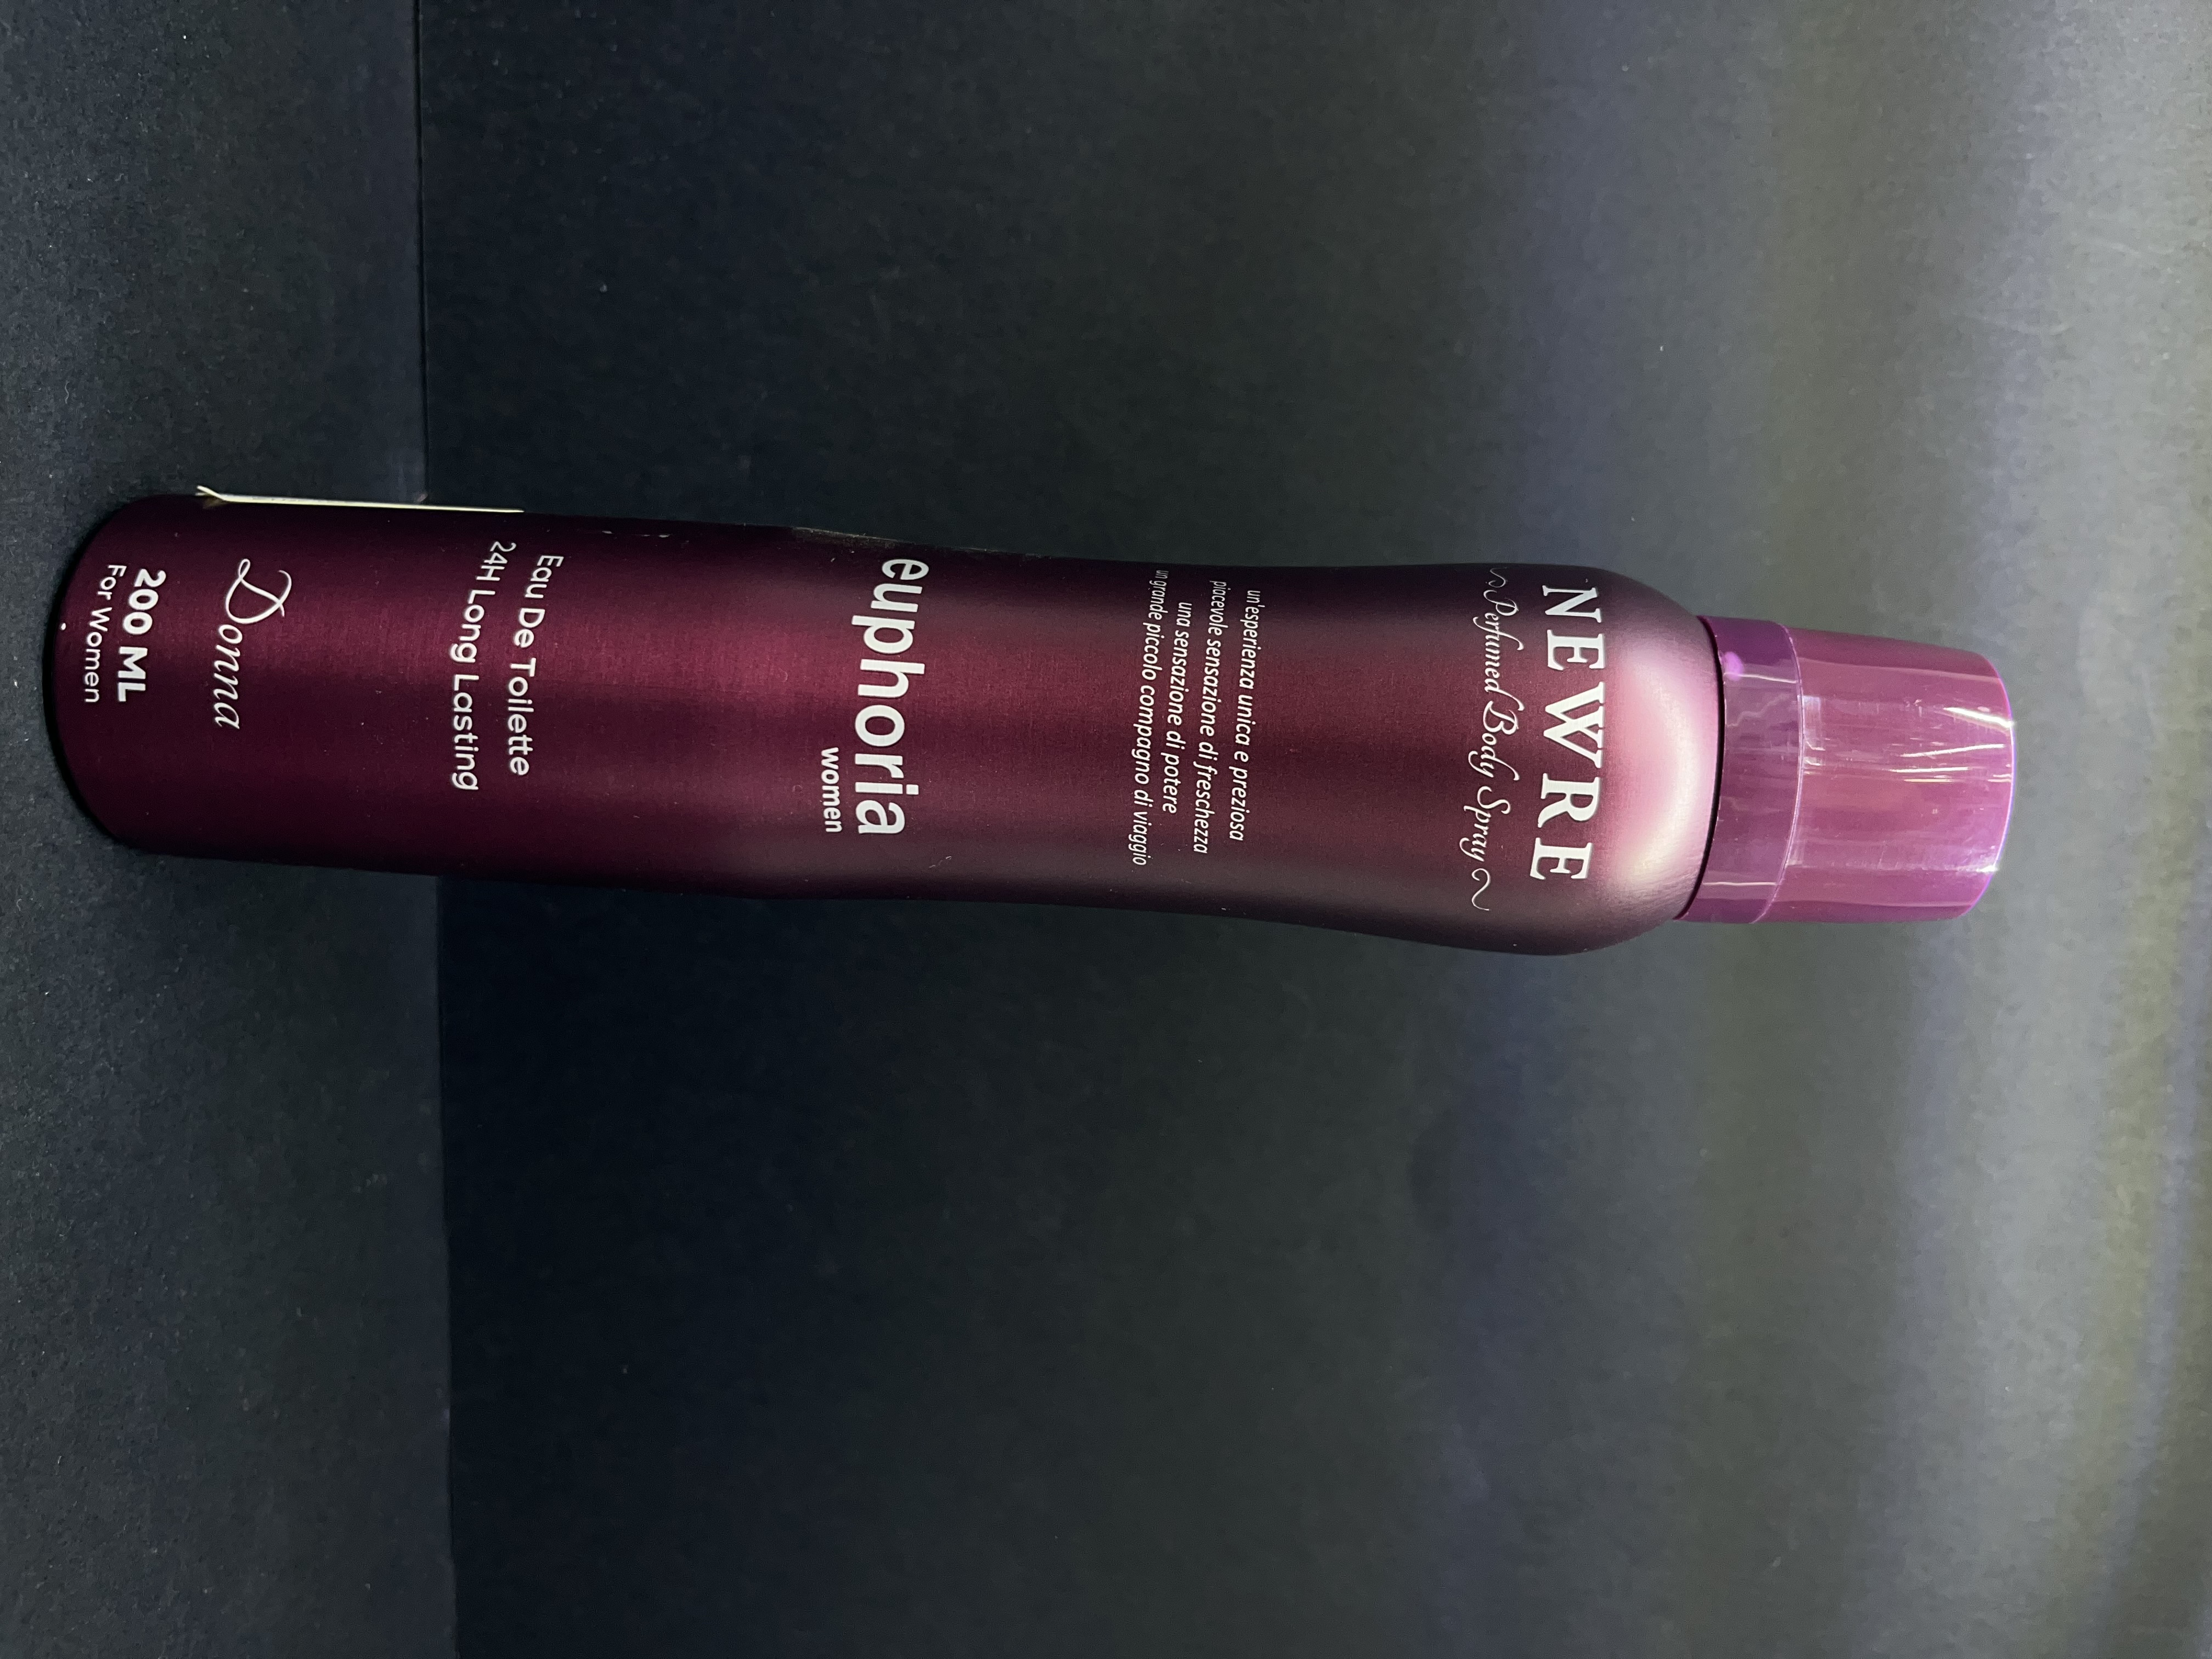 NEWRE
Perfumed Body Spray
un'esperienza unica e preziosa
piacevole sensazione di freschezza
una sensazione di potere
un grande piccolo compagno di viaggio
euphoria
women
Eau De Toilette
24H Long Lasting
Donna
200 ML
For Women